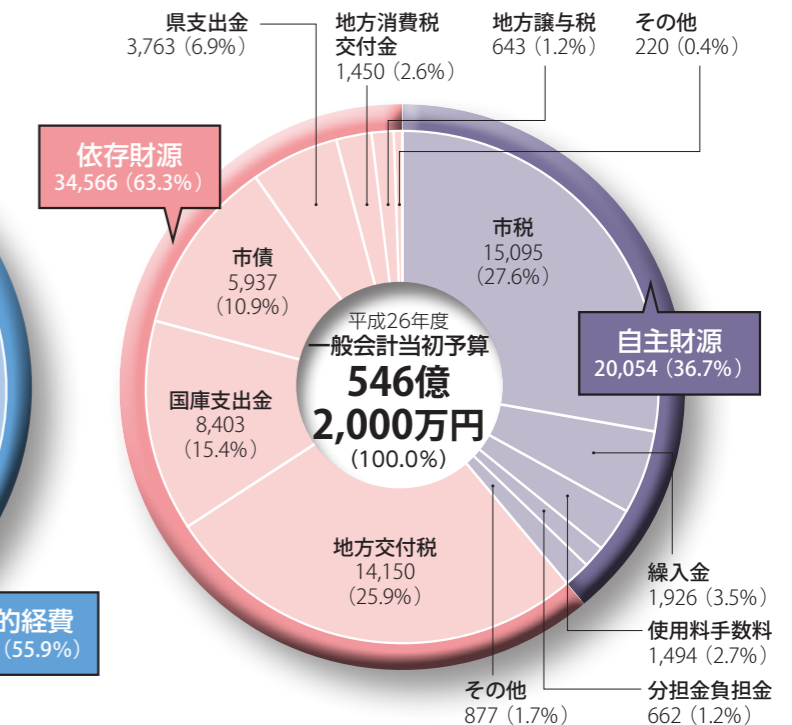 県支出金
3,763（6.9%）
地方消費税
交付金
1,450（2.6%）
地方譲与税
643（1.2%）
その他
220（0.4%）
依存財源
34,566（63.3%）
市税
15,095
（27.6%）
市債
5,937
（10.9%）
自主財源
20,054（36.7%）
平成26年度
一般会計当初予算
546億
2,000万円
（100.0%）
国庫支出金
8,403
（15.4%）
地方交付税
14,150
（25.9%）
繰入金
1,926（3.5%）
使用料手数料
1,494（2.7%）
分担金負担金
662（1.2%）
その他
877（1.7%）
的経費
（55.9%）